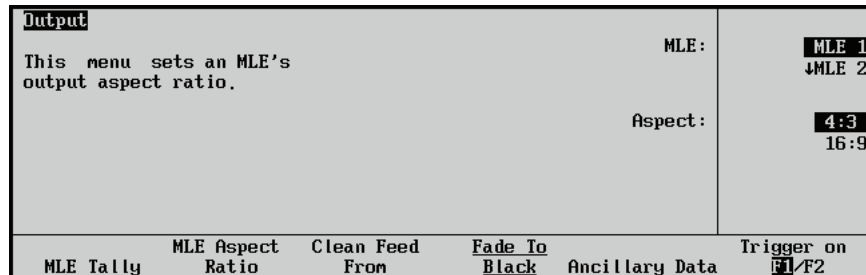 Output
This menu sets an MLE's
output aspect ratio.
MLE:
MLE 1
↓MLE 2
Aspect:
4:3
16:9
MLE Tally
MLE Aspect
Ratio
Clean Feed
From
Fade To
Black
Ancillary Data
Trigger on
F1/F2